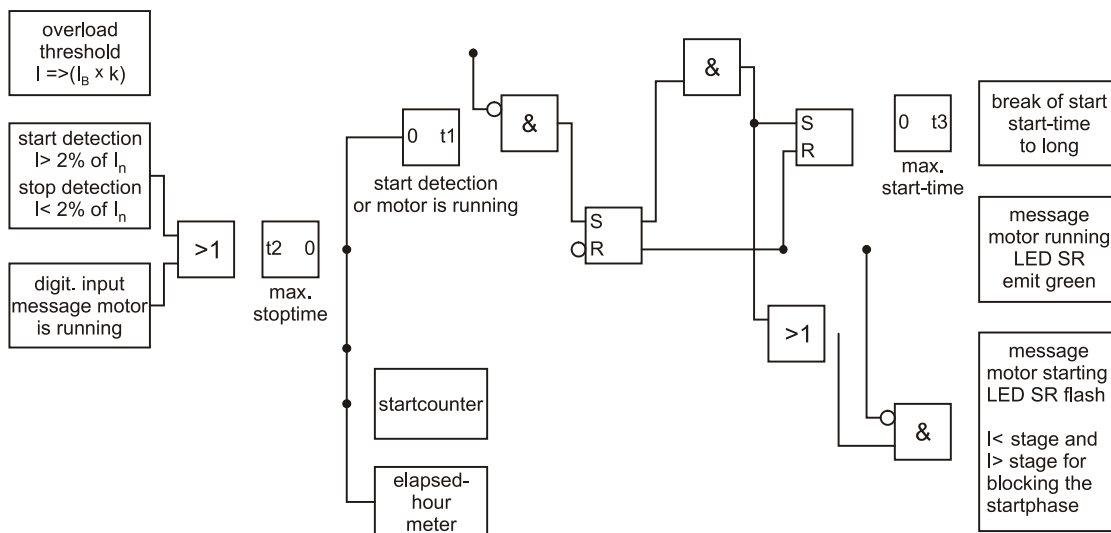 overload
threshold
I =>(I_B x k)
start detection
I> 2% of I_n
stop detection
I< 2% of I_n
digit. input
message motor
is running
>1
t2 0
max.
stoptime
0 t1
start detection
or motor is running
startcounter
elapsed-
hour
meter
&
S
R
&
S
R
>1
&
0 t3
max.
start-time
break of start
start-time
to long
message
motor running
LED SR
emit green
message
motor starting
LED SR flash
I< stage and
I> stage for
blocking the
startphase